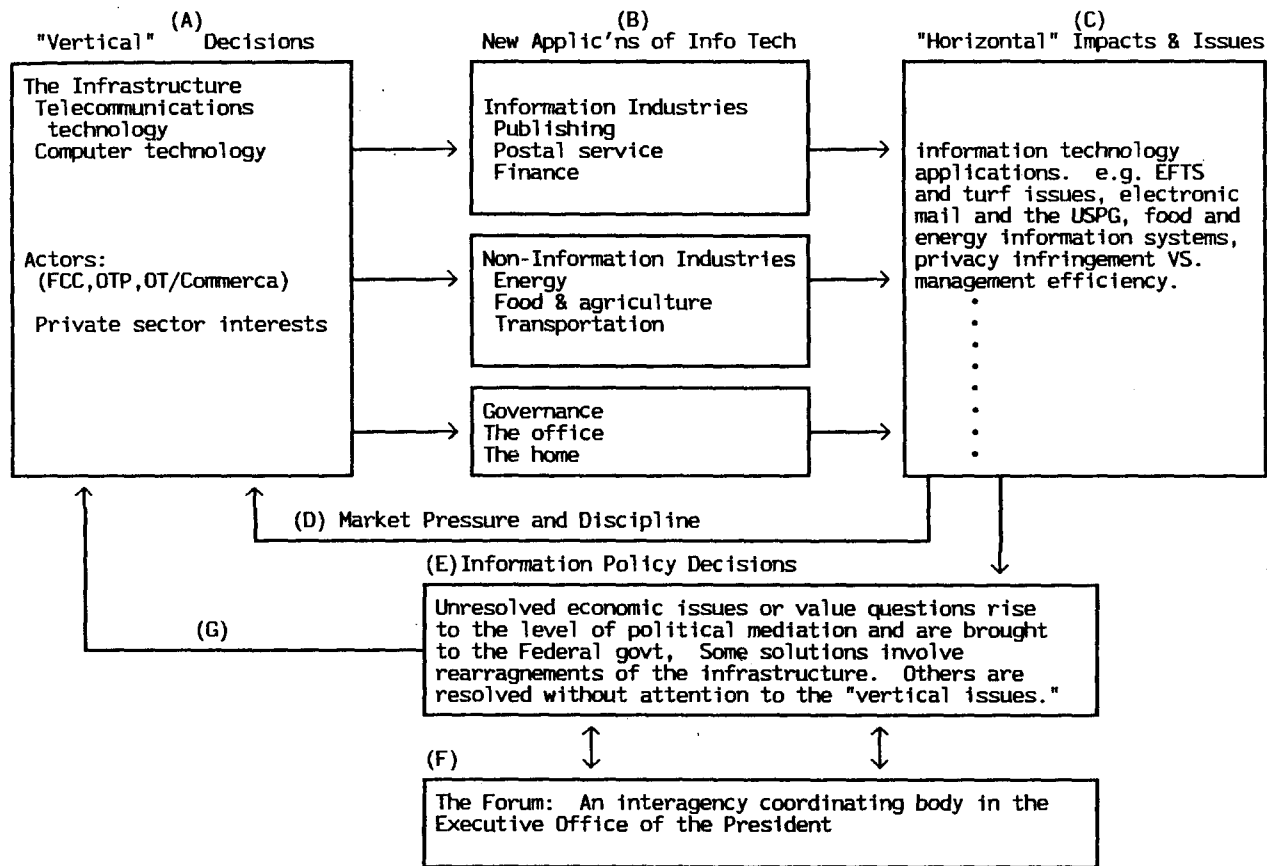 (A)
"Vertical" Decisions
The Infrastructure
Telecommunications
technology
Computer technology
Actors:
(FCC,OTP,OT/Commerca)
Private sector interests
(B)
New Applic'ns of Info Tech
Information Industries
Publishing
Postal service
Finance
Non-Information Industries
Energy
Food & agriculture
Transportation
Governance
The office
The home
(C)
"Horizontal" Impacts & Issues
information technology
applications. e.g. EFTS
and turf issues, electronic
mail and the USPG, food and
energy information systems,
privacy infringement VS.
management efficiency.
(D) Market Pressure and Discipline
(E)Information Policy Decisions
Unresolved economic issues or value questions rise
to the level of political mediation and are brought
to the Federal govt, Some solutions involve
rearragnements of the infrastructure. Others are
resolved without attention to the "vertical issues."
(G)
(F)
The Forum: An interagency coordinating body in the
Executive Office of the President